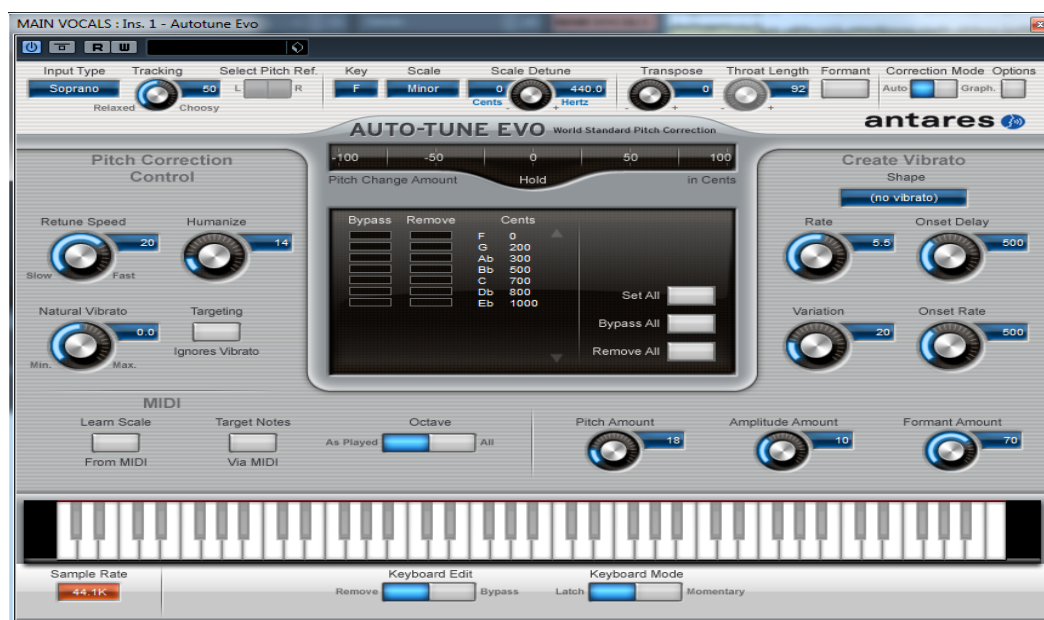 MAIN VOCALS : Ins. 1 - Autotune Evo
R W
Input Type Tracking Select Pitch Ref. Key Scale Scale Detune Transpose Throat Length Formant Correction Mode Options
Soprano 50 L R F Minor 0 440.0 0 92 Auto Graph.
Relaxed Choosy Cents - + Hertz - + - +
antares
AUTO-TUNE EVO World Standard Pitch Correction
Pitch Correction
Control
-100 -50 0 50 100
Pitch Change Amount Hold in Cents
Create Vibrato
Shape
(no vibrato)
Retune Speed Humanize
20 14
Slow Fast
Natural Vibrato Targeting
0.0
Min. Max. Ignores Vibrato
Bypass Remove Cents
F 0
G 200
Ab 300
Bb 500
C 700
Db 800
Eb 1000
Set All
Bypass All
Remove All
Rate Onset Delay
5.5 500
Variation Onset Rate
20 500
MIDI
Learn Scale Target Notes Octave Pitch Amount Amplitude Amount Formant Amount
As Played All 18 10 70
From MIDI Via MIDI
Sample Rate Keyboard Edit Keyboard Mode
44.1K Remove Bypass Latch Momentary